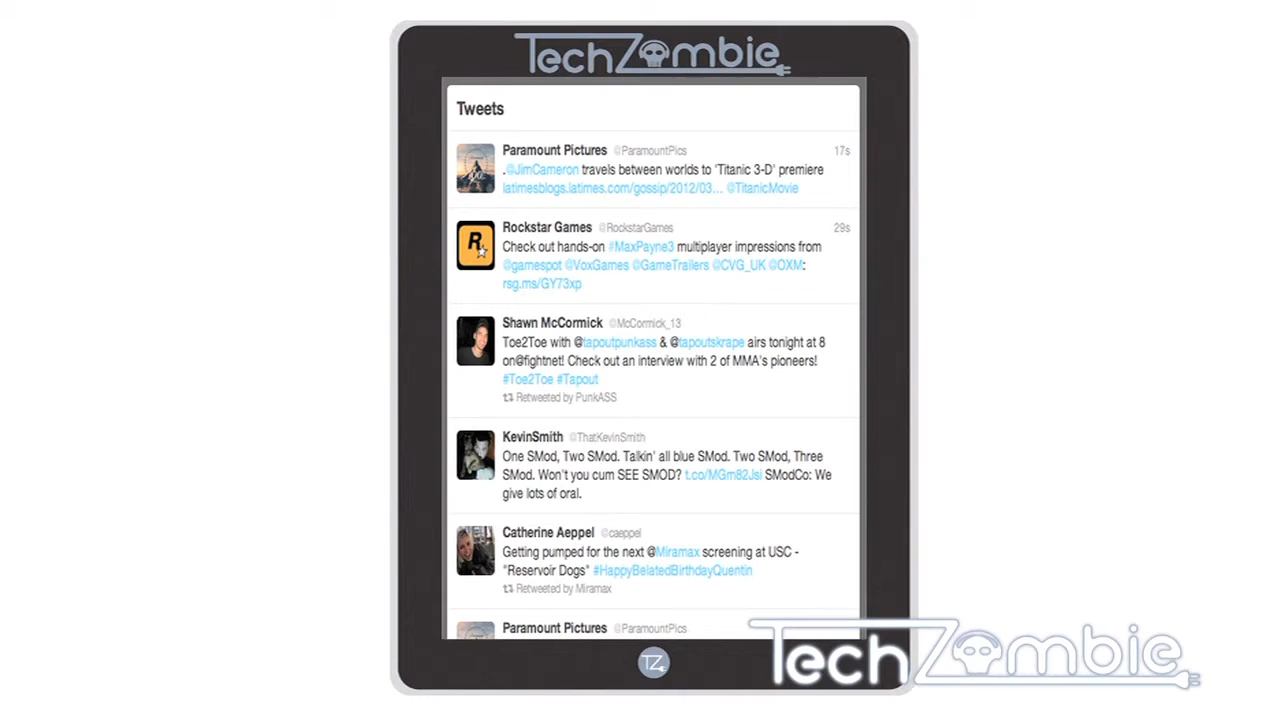 TechZombie
Tweets
Paramount Pictures @ParamountPics 17s
.@JimCameron travels between worlds to 'Titanic 3-D' premiere
latimesblogs.latimes.com/gossip/2012/03... @TitanicMovie
Rockstar Games @RockstarGames 29s
Check out hands-on #MaxPayne3 multiplayer impressions from
@gamespot @VoxGames @GameTrailers @CVG_UK @OXM:
rsg.ms/GY73xp
Shawn McCormick @McCormick_13
Toe2Toe with @tapoutpunkass & @tapoutskrape airs tonight at 8
on@fightnet! Check out an interview with 2 of MMA's pioneers!
#Toe2Toe #Tapout
Retweeted by PunkASS
KevinSmith @ThatKevinSmith
One SMod, Two SMod. Talkin' all blue SMod. Two SMod, Three
SMod. Won't you cum SEE SMOD? t.co/MGm82Jsi SModCo: We
give lots of oral.
Catherine Aeppel @caeppel
Getting pumped for the next @Miramax screening at USC -
"Reservoir Dogs" #HappyBelatedBirthdayQuentin
Retweeted by Miramax
Paramount Pictures @ParamountPics
TZ
TechZombie